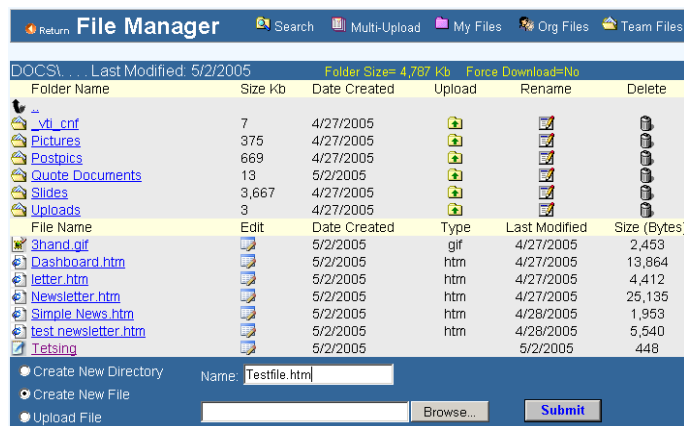 Return File Manager Search Multi-Upload My Files Org Files Team Files
DOCS\. . . . Last Modified: 5/2/2005 Folder Size= 4,787 Kb Force Download=No
Folder Name Size Kb Date Created Upload Rename Delete
..
_vti_cnf 7 4/27/2005
Pictures 375 4/27/2005
Postpics 669 4/27/2005
Quote Documents 13 5/2/2005
Slides 3,667 4/27/2005
Uploads 3 4/27/2005
File Name Edit Date Created Type Last Modified Size (Bytes)
3hand.gif 5/2/2005 gif 4/27/2005 2,453
Dashboard.htm 5/2/2005 htm 4/27/2005 13,864
letter.htm 5/2/2005 htm 4/27/2005 4,412
Newsletter.htm 5/2/2005 htm 4/27/2005 25,135
Simple News.htm 5/2/2005 htm 4/28/2005 1,953
test newsletter.htm 5/2/2005 htm 4/28/2005 5,540
Tetsing 5/2/2005 5/2/2005 448
Create New Directory Name: Testfile.htm
Create New File
Upload File Browse... Submit